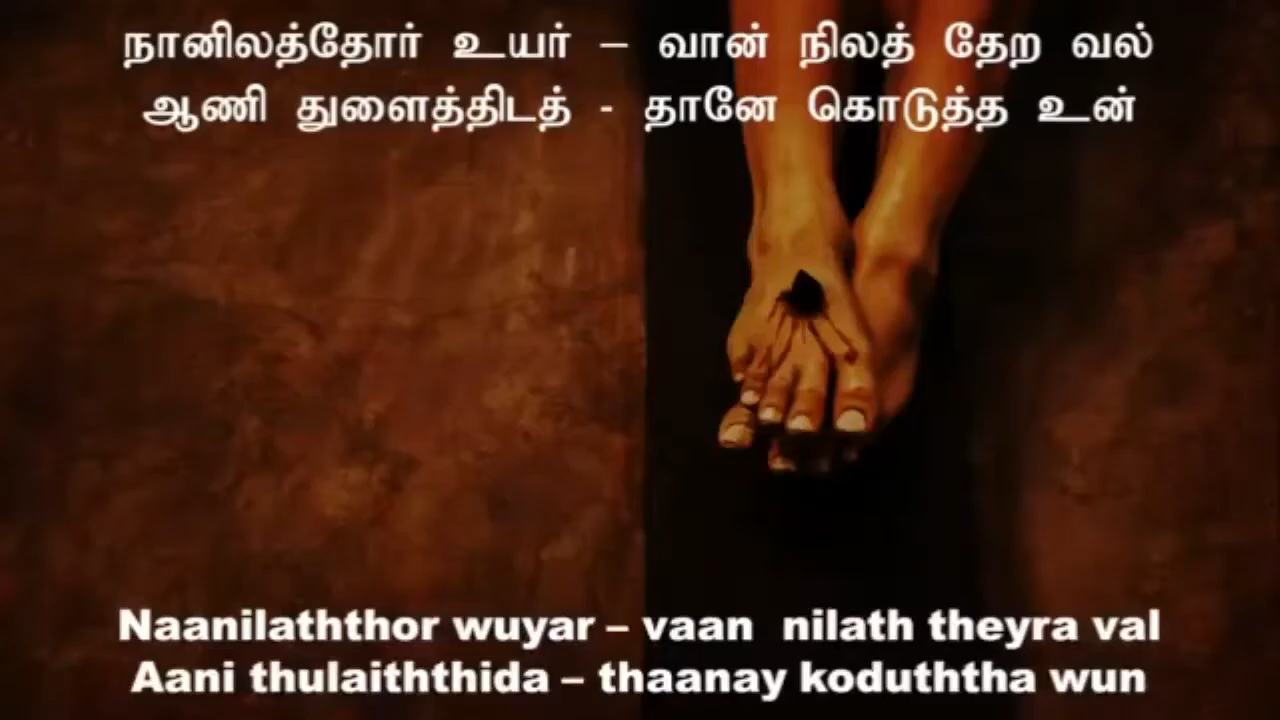 நானிலத்தோர் உயர் – வான் நிலத் தேற வல்
ஆணி துளைத்திடத் - தானே கொடுத்த உன்
Naanilaththor wuyar – vaan nilath theyra val
Aani thulaiththida – thaanay koduththa wun